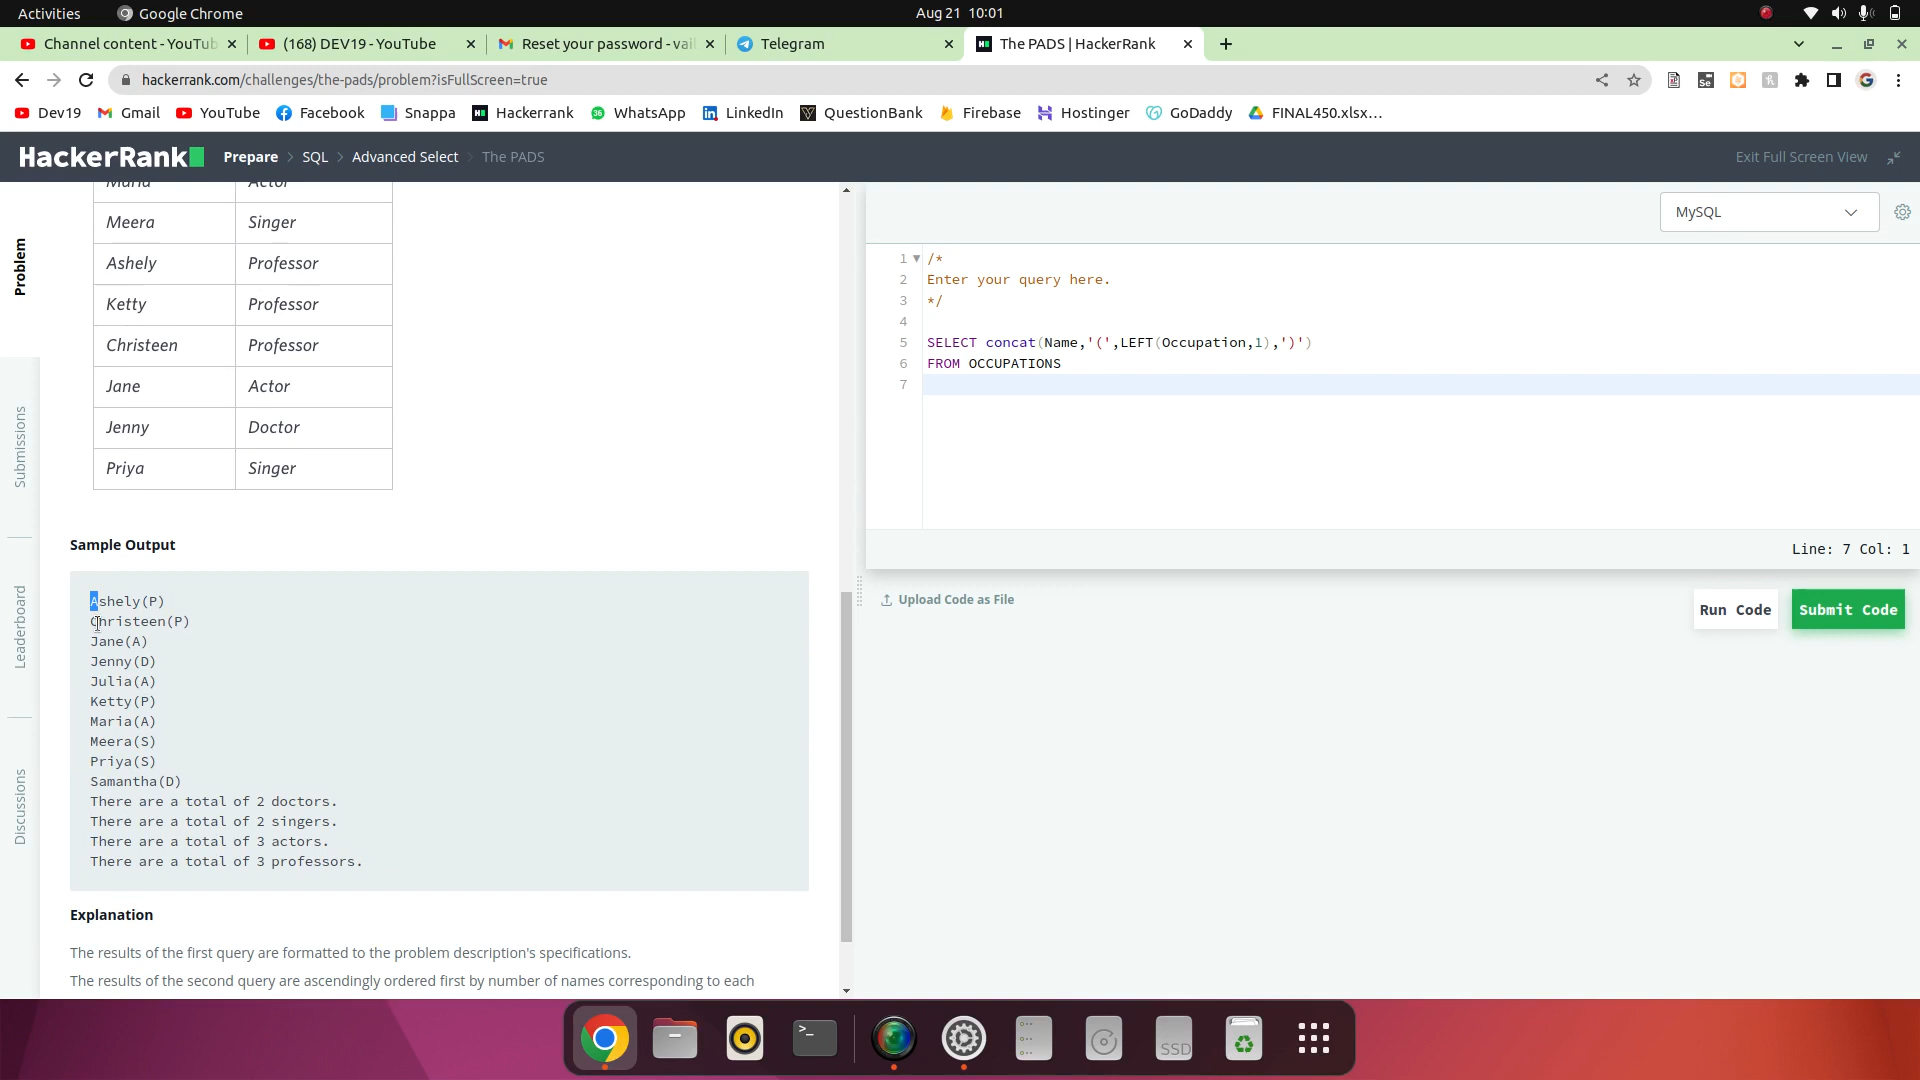 Activities
Google Chrome
Aug 21 10:01
Channel content - YouTub
(168) DEV19 - YouTube
Reset your password - vai
Telegram
The PADS | HackerRank
hackerrank.com/challenges/the-pads/problem?isFullScreen=true
Dev19
Gmail
YouTube
Facebook
Snappa
Hackerrank
WhatsApp
LinkedIn
QuestionBank
Firebase
Hostinger
GoDaddy
FINAL450.xlsx...
HackerRank
Prepare > SQL > Advanced Select > The PADS
Exit Full Screen View
Problem
Submissions
Leaderboard
Discussions
Maria Actor
Meera Singer
Ashely Professor
Ketty Professor
Christeen Professor
Jane Actor
Jenny Doctor
Priya Singer
Sample Output
Ashely(P)
Christeen(P)
Jane(A)
Jenny(D)
Julia(A)
Ketty(P)
Maria(A)
Meera(S)
Priya(S)
Samantha(D)
There are a total of 2 doctors.
There are a total of 2 singers.
There are a total of 3 actors.
There are a total of 3 professors.
Explanation
The results of the first query are formatted to the problem description's specifications.
The results of the second query are ascendingly ordered first by number of names corresponding to each
MySQL
1 /*
2 Enter your query here.
3 */
4
5 SELECT concat(Name,'(',LEFT(Occupation,1),')')
6 FROM OCCUPATIONS
7
Line: 7 Col: 1
Upload Code as File
Run Code
Submit Code
SSD